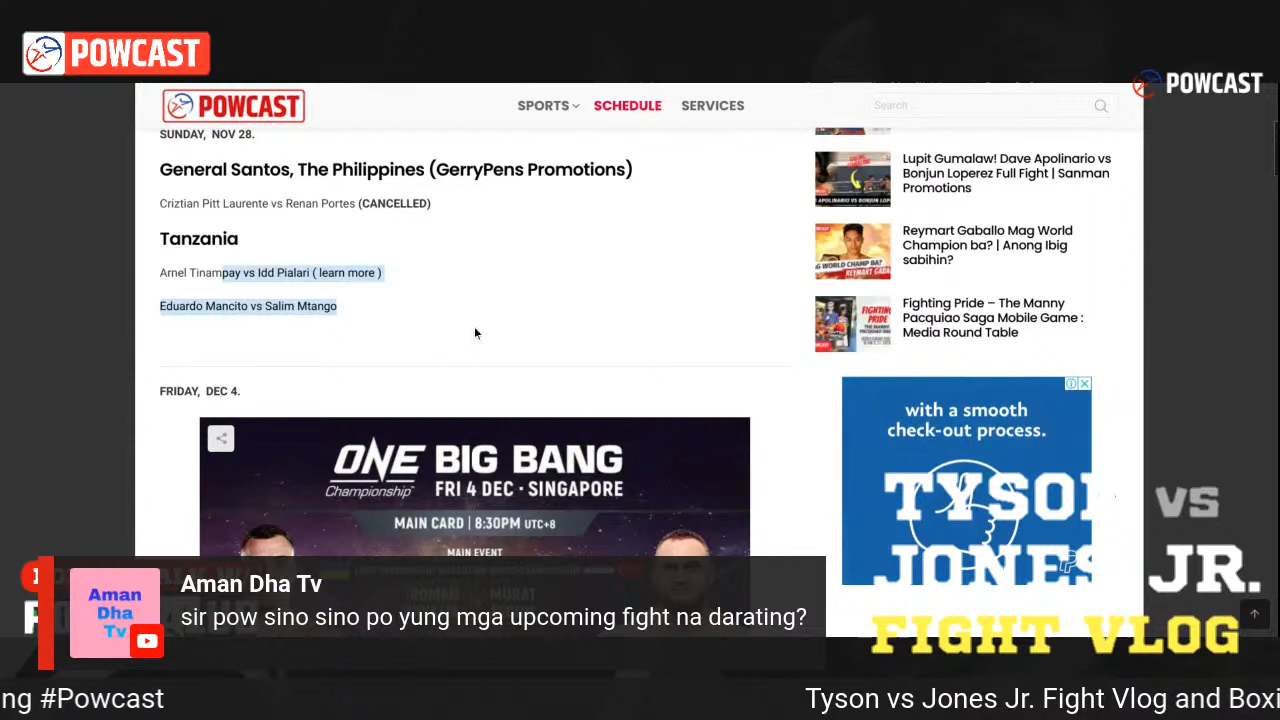 POWCAST
POWCAST
POWCAST
SPORTS
SCHEDULE
SERVICES
Search ...
SUNDAY, NOV 28.
General Santos, The Philippines (GerryPens Promotions)
Criztian Pitt Laurente vs Renan Portes (CANCELLED)
Tanzania
Arnel Tinampay vs Idd Pialari ( learn more )
Eduardo Mancito vs Salim Mtango
FRIDAY, DEC 4.
ONE BIG BANG
Championship
FRI 4 DEC · SINGAPORE
MAIN CARD | 8:30PM UTC+8
MAIN EVENT
Lupit Gumalaw! Dave Apolinario vs
Bonjun Loperez Full Fight | Sanman
Promotions
Reymart Gaballo Mag World
Champion ba? | Anong Ibig
sabihin?
Fighting Pride – The Manny
Pacquiao Saga Mobile Game :
Media Round Table
with a smooth
check-out process.
TYSON VS
JONES JR.
FIGHT VLOG
Aman
Dha
Tv
Aman Dha Tv
sir pow sino sino po yung mga upcoming fight na darating?
ng #Powcast
Tyson vs Jones Jr. Fight Vlog and Boxi